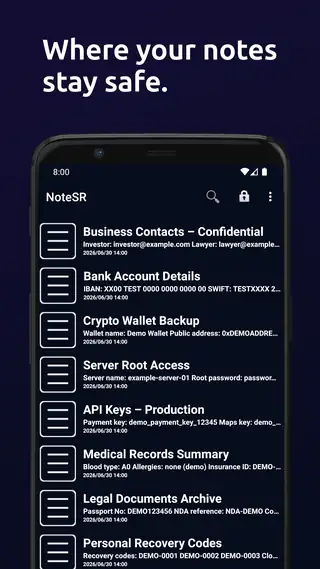 Where your notes
stay safe.
8:00
NoteSR
Business Contacts – Confidential
Investor: investor@example.com Lawyer: lawyer@example...
2026/06/30 14:00
Bank Account Details
IBAN: XX00 TEST 0000 0000 0000 00 SWIFT: TESTXXXX 2...
2026/06/30 14:00
Crypto Wallet Backup
Wallet name: Demo Wallet Public address: 0xDEMOADDRE...
2026/06/30 14:00
Server Root Access
Server name: example-server-01 Root password: passwor...
2026/06/30 14:00
API Keys – Production
Payment key: demo_payment_key_12345 Maps key: demo_...
2026/06/30 14:00
Medical Records Summary
Blood type: A0 Allergies: none (demo) Insurance ID: DEMO-...
2026/06/30 14:00
Legal Documents Archive
Passport No: DEMO123456 NDA reference: NDA-DEMO Co...
2026/06/30 14:00
Personal Recovery Codes
Recovery codes: DEMO-0001 DEMO-0002 DEMO-0003 Clo...
2026/06/30 14:00